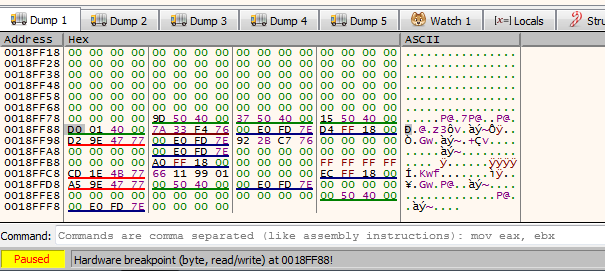 Dump 1 Dump 2 Dump 3 Dump 4 Dump 5 Watch 1 [x=] Locals Stru
Address Hex ASCII
0018FF18 00 00 00 00 00 00 00 00 00 00 00 00 00 00 00 00 ................
0018FF28 00 00 00 00 00 00 00 00 00 00 00 00 00 00 00 00 ................
0018FF38 00 00 00 00 00 00 00 00 00 00 00 00 00 00 00 00 ................
0018FF48 00 00 00 00 00 00 00 00 00 00 00 00 00 00 00 00 ................
0018FF58 00 00 00 00 00 00 00 00 00 00 00 00 00 00 00 00 ................
0018FF68 00 00 00 00 00 00 00 00 00 00 00 00 00 00 00 00 ................
0018FF78 00 00 00 00 9D 50 40 00 37 50 40 00 15 50 40 00 .....P@.7P@..P@.
0018FF88 D0 01 40 00 7A 33 F4 76 00 E0 FD 7E D4 FF 18 00 Ð.@.z3ôv.àý~Ôÿ..
0018FF98 D2 9E 47 77 00 E0 FD 7E 92 2B C7 76 00 00 00 00 Ò.Gw.àý~.+Çv....
0018FFA8 00 00 00 00 00 E0 FD 7E 00 00 00 00 00 00 00 00 .....àý~........
0018FFB8 00 00 00 00 A0 FF 18 00 00 00 00 00 FF FF FF FF .... ÿ......ÿÿÿÿ
0018FFC8 CD 1E 4B 77 66 11 99 01 00 00 00 00 EC FF 18 00 Í.Kwf.......ìÿ..
0018FFD8 A5 9E 47 77 00 50 40 00 00 E0 FD 7E 00 00 00 00 ¥.Gw.P@..àý~....
0018FFE8 00 00 00 00 00 00 00 00 00 00 00 00 00 50 40 00 .............P@.
0018FFF8 00 E0 FD 7E 00 00 00 00 .àý~....
Command: Commands are comma separated (like assembly instructions): mov eax, ebx
Paused Hardware breakpoint (byte, read/write) at 0018FF88!